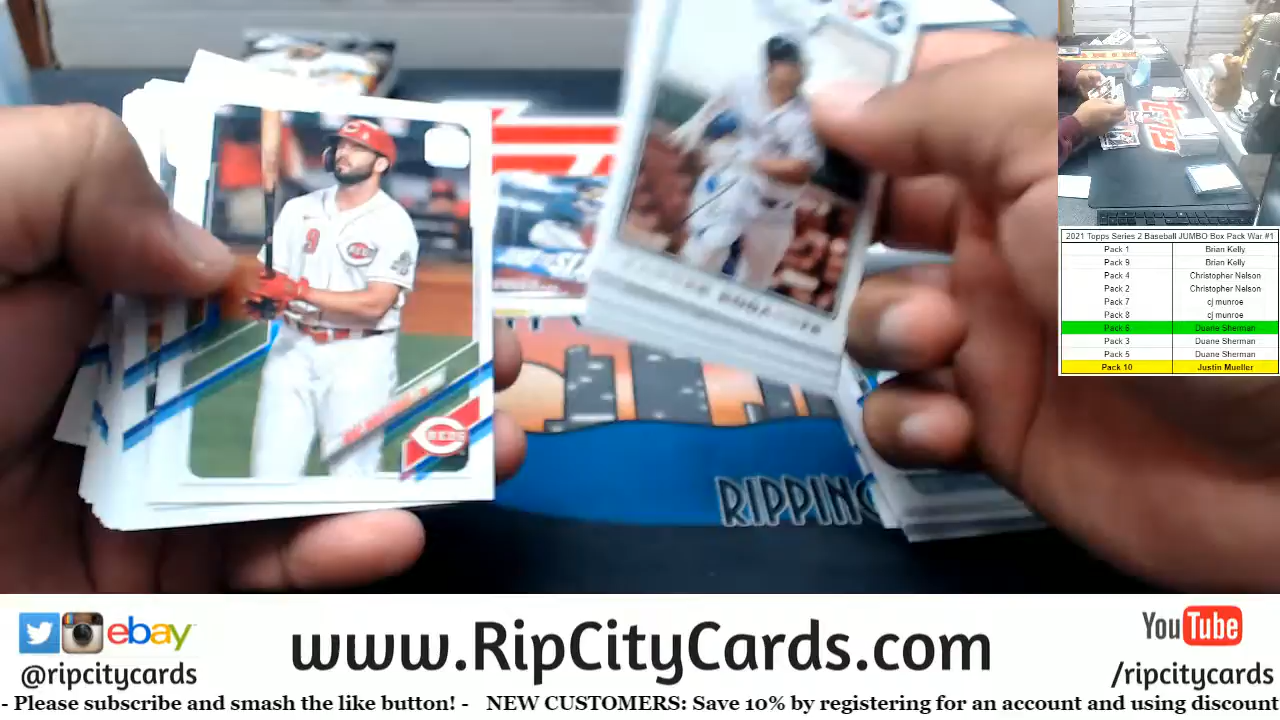 9
REDS
RIPPING
TOPPS
2021 Topps Series 2 Baseball JUMBO Box Pack War #1
Pack 1 Brian Kelly
Pack 9 Brian Kelly
Pack 4 Christopher Nelson
Pack 2 Christopher Nelson
Pack 7 cj munroe
Pack 8 cj munroe
Pack 6 Duane Sherman
Pack 3 Duane Sherman
Pack 5 Duane Sherman
Pack 10 Justin Mueller
ebay
@ripcitycards
www.RipCityCards.com
YouTube
/ripcitycards
- Please subscribe and smash the like button! - NEW CUSTOMERS: Save 10% by registering for an account and using discount